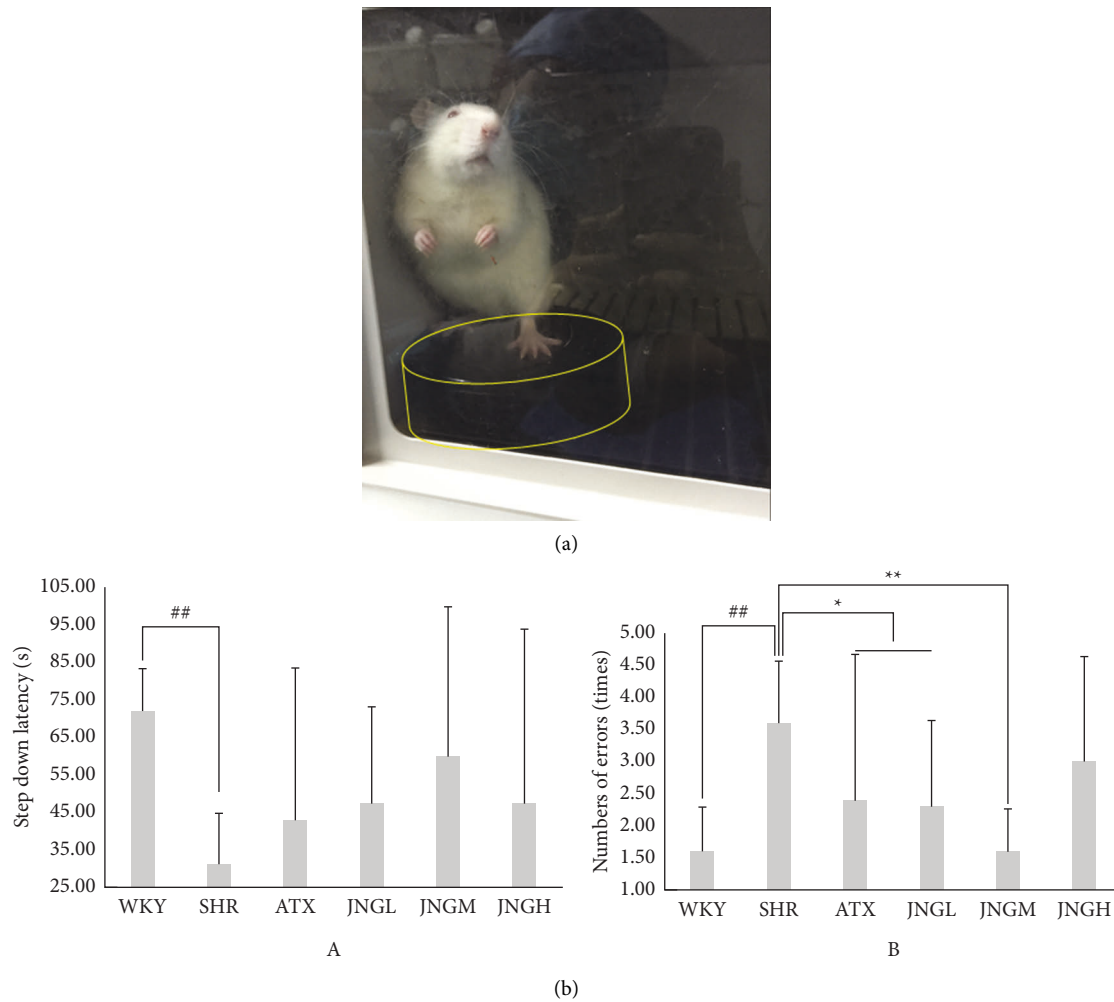 (a)
Step down latency (s)
105.00
95.00
85.00
75.00
65.00
55.00
45.00
35.00
25.00
##
WKY SHR ATX JNGL JNGM JNGH
A
Numbers of errors (times)
5.00
4.50
4.00
3.50
3.00
2.50
2.00
1.50
1.00
##
*
**
WKY SHR ATX JNGL JNGM JNGH
B
(b)